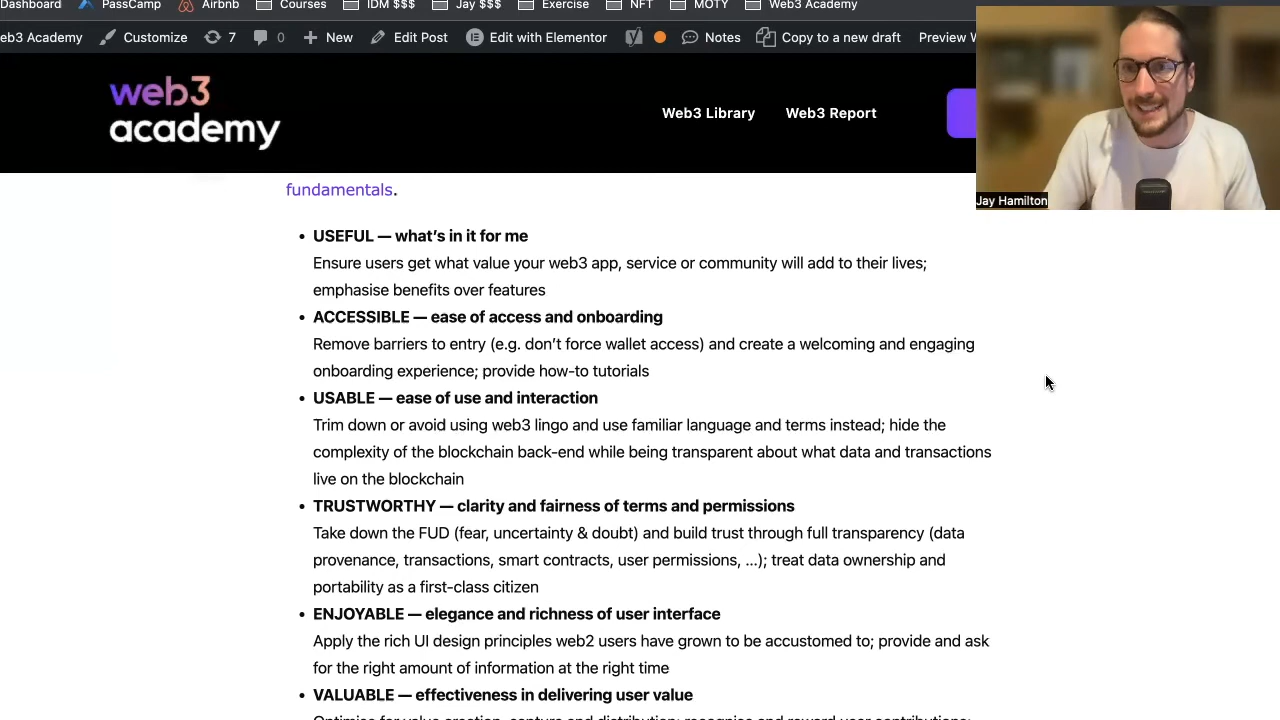 Dashboard PassCamp Airbnb Courses IDM $$$ Jay $$$ Exercise NFT MOTY Web3 Academy
eb3 Academy Customize 7 0 New Edit Post Edit with Elementor Notes Copy to a new draft Preview
web3
academy
Web3 Library Web3 Report
Jay Hamilton
fundamentals.
• USEFUL — what’s in it for me
Ensure users get what value your web3 app, service or community will add to their lives;
emphasise benefits over features
• ACCESSIBLE — ease of access and onboarding
Remove barriers to entry (e.g. don’t force wallet access) and create a welcoming and engaging
onboarding experience; provide how-to tutorials
• USABLE — ease of use and interaction
Trim down or avoid using web3 lingo and use familiar language and terms instead; hide the
complexity of the blockchain back-end while being transparent about what data and transactions
live on the blockchain
• TRUSTWORTHY — clarity and fairness of terms and permissions
Take down the FUD (fear, uncertainty & doubt) and build trust through full transparency (data
provenance, transactions, smart contracts, user permissions, ...); treat data ownership and
portability as a first-class citizen
• ENJOYABLE — elegance and richness of user interface
Apply the rich UI design principles web2 users have grown to be accustomed to; provide and ask
for the right amount of information at the right time
• VALUABLE — effectiveness in delivering user value